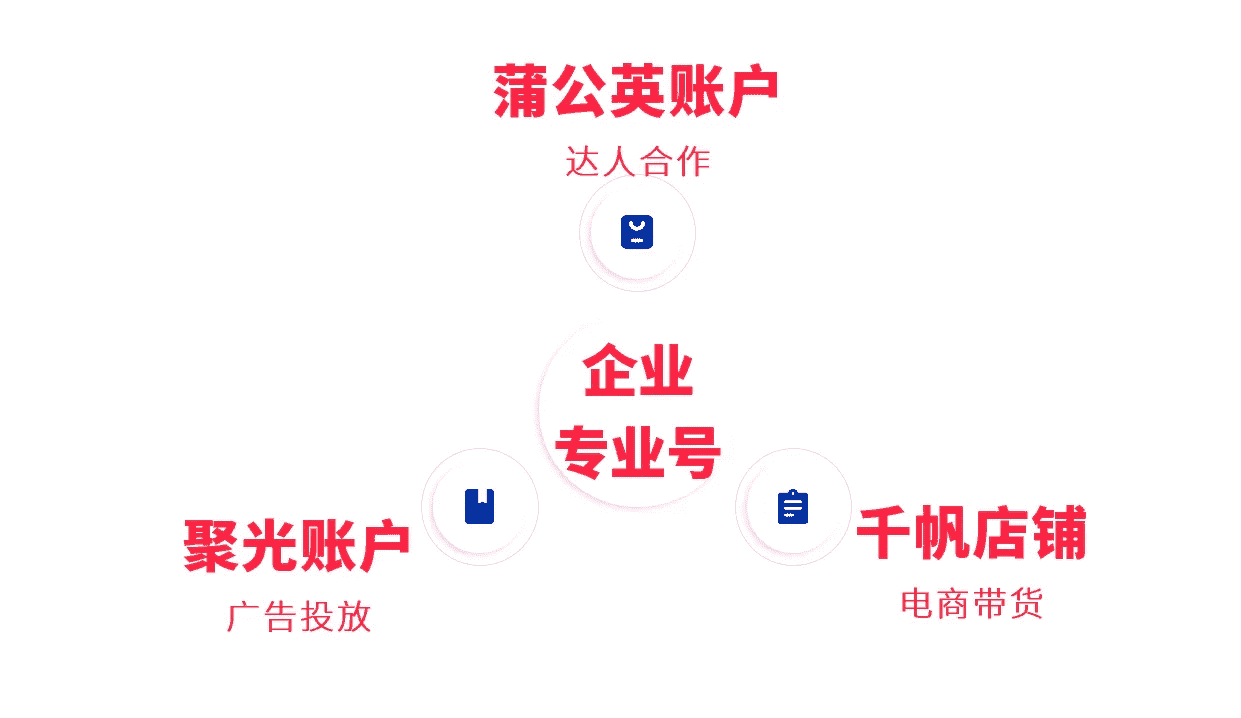 蒲公英账户
达人合作
企业
专业号
聚光账户
广告投放
千帆店铺
电商带货